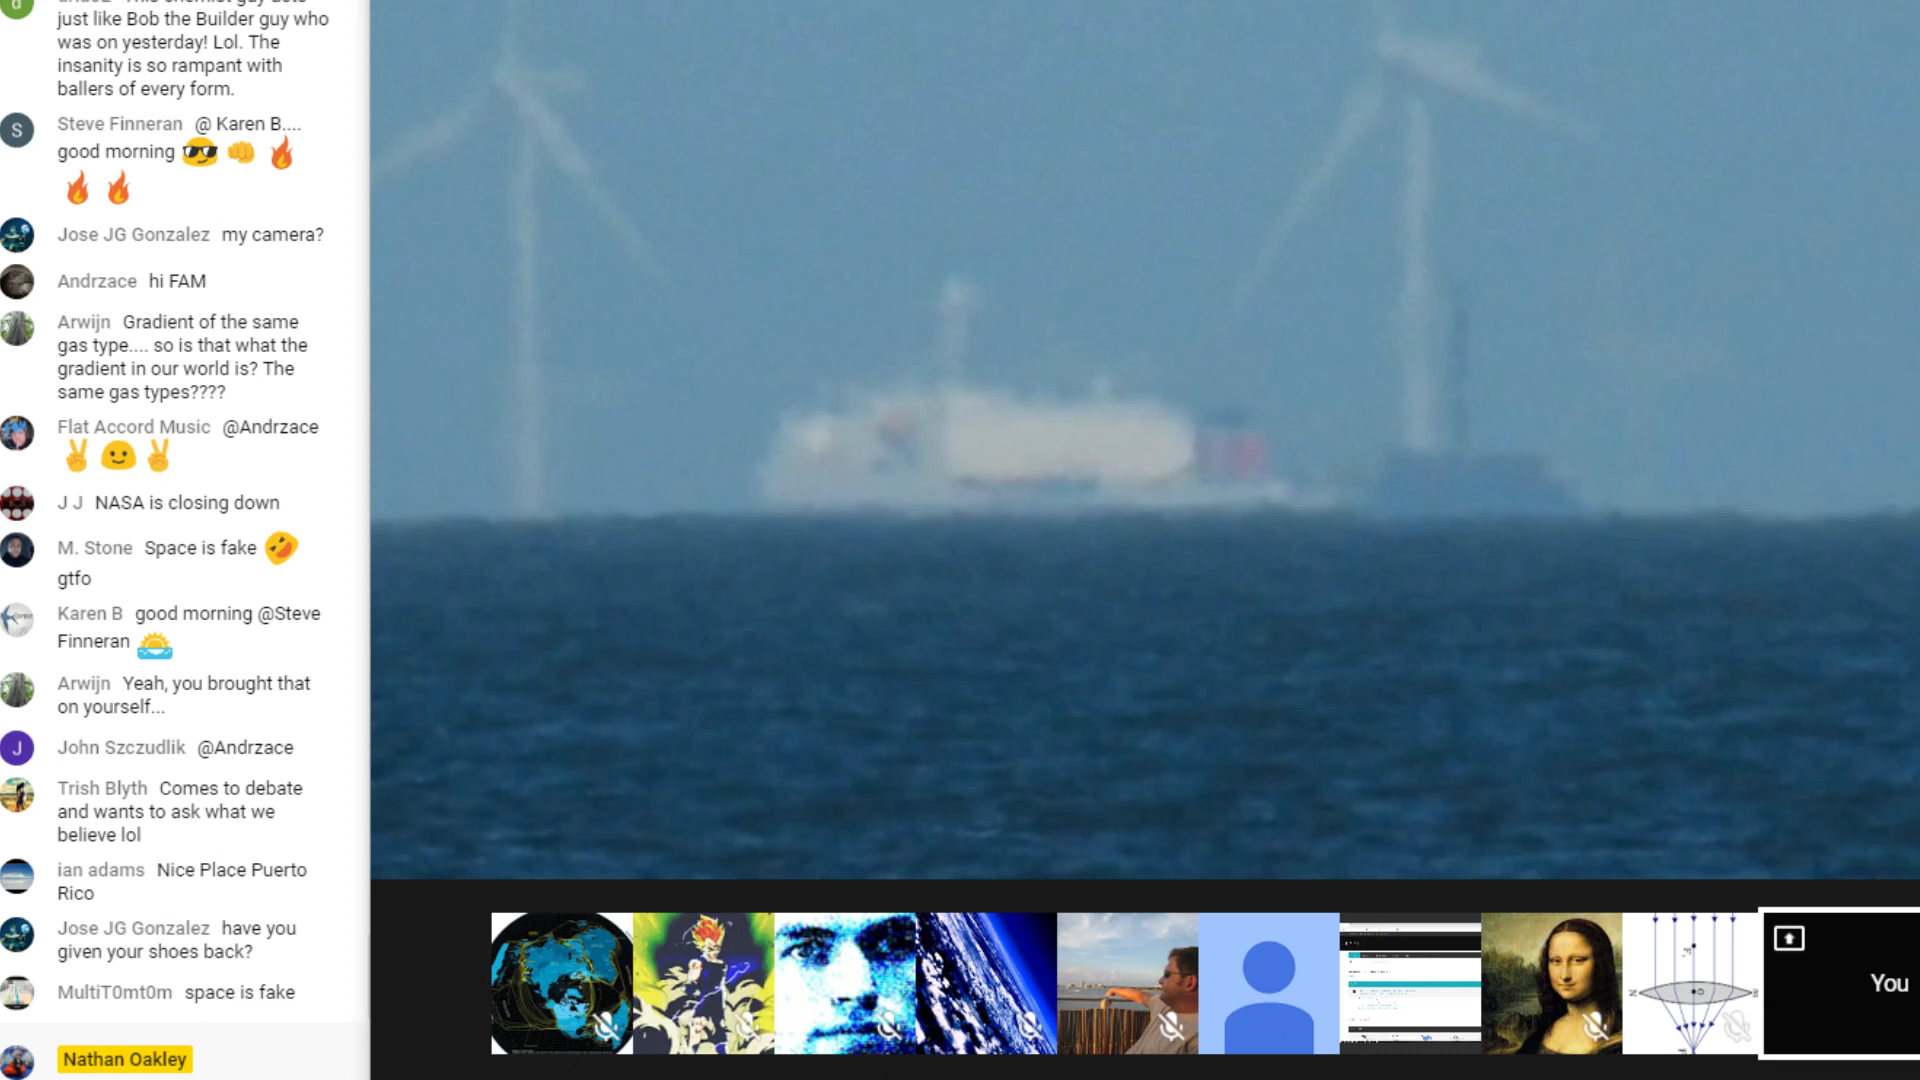 just like Bob the Builder guy who
was on yesterday! Lol. The
insanity is so rampant with
ballers of every form.
S
Steve Finneran @ Karen B....
good morning 😎 👊 🔥
🔥 🔥
Jose JG Gonzalez my camera?
Andrzace hi FAM
Arwijn Gradient of the same
gas type.... so is that what the
gradient in our world is? The
same gas types????
Flat Accord Music @Andrzace
✌ 🙂 ✌
J J NASA is closing down
M. Stone Space is fake 🤣
gtfo
Karen B good morning @Steve
Finneran 🌅
Arwijn Yeah, you brought that
on yourself...
J
John Szczudlik @Andrzace
Trish Blyth Comes to debate
and wants to ask what we
believe lol
ian adams Nice Place Puerto
Rico
Jose JG Gonzalez have you
given your shoes back?
MultiT0mt0m space is fake
Nathan Oakley
You